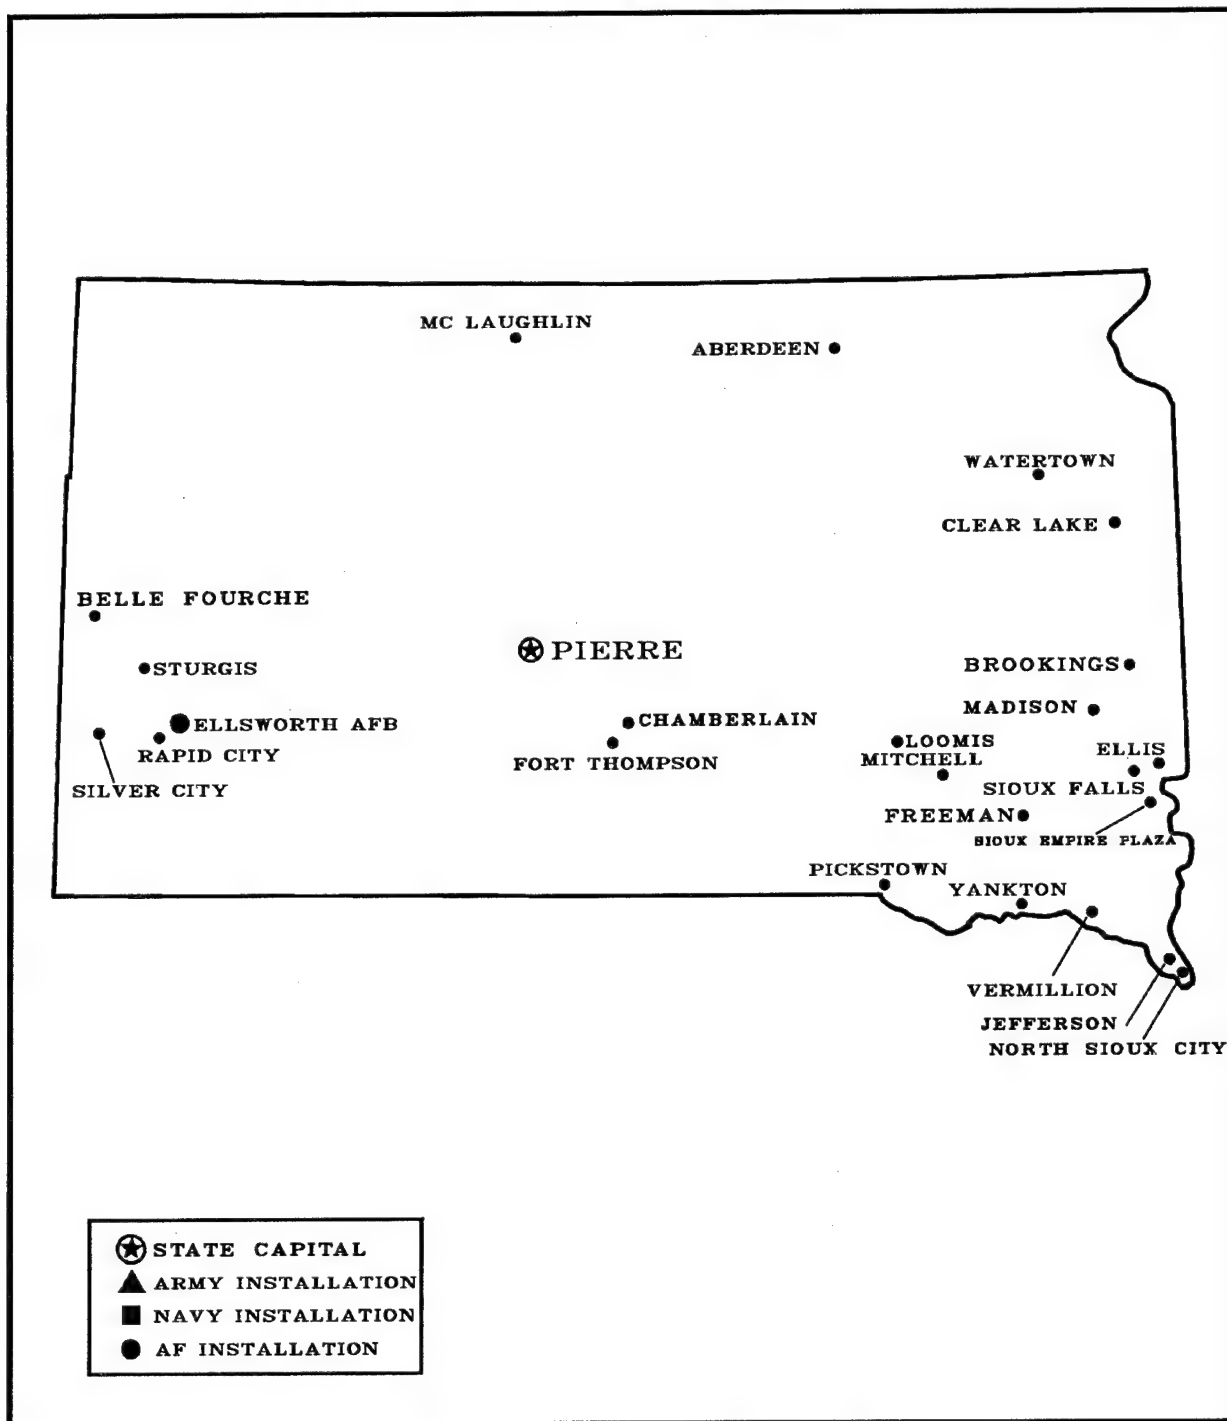 MC LAUGHLIN
ABERDEEN
WATERTOWN
CLEAR LAKE
BELLE FOURCHE
PIERRE
STURGIS
BROOKINGS
MADISON
CHAMBERLAIN
ELLSWORTH AFB
LOOMIS
ELLIS
RAPID CITY
MITCHELL
FORT THOMPSON
SILVER CITY
SIOUX FALLS
FREEMAN
SIOUX EMPIRE PLAZA
PICKSTOWN
YANKTON
VERMILLION
JEFFERSON
NORTH SIOUX CITY
STATE CAPITAL
ARMY INSTALLATION
NAVY INSTALLATION
AF INSTALLATION